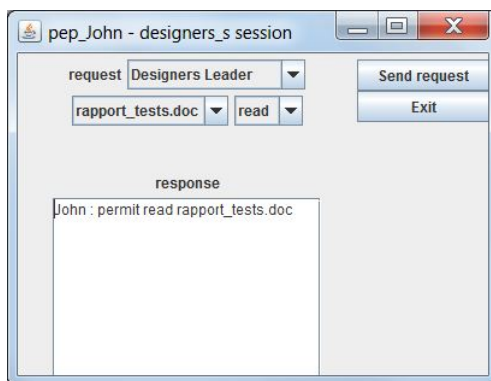 pep_John - designers_s session
request Designers Leader Send request
rapport_tests.doc read Exit
response
John : permit read rapport_tests.doc